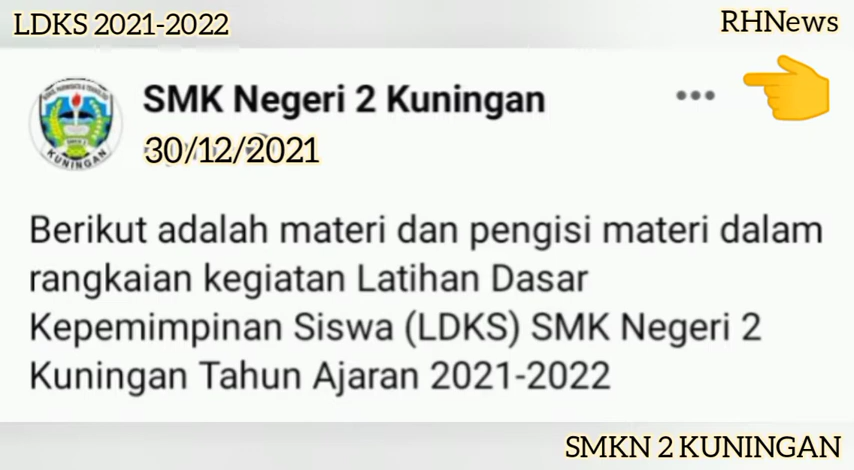 LDKS 2021-2022
RHNews
SMK Negeri 2 Kuningan
30/12/2021
KUNINGAN
Berikut adalah materi dan pengisi materi dalam
rangkaian kegiatan Latihan Dasar
Kepemimpinan Siswa (LDKS) SMK Negeri 2
Kuningan Tahun Ajaran 2021-2022
SMKN 2 KUNINGAN